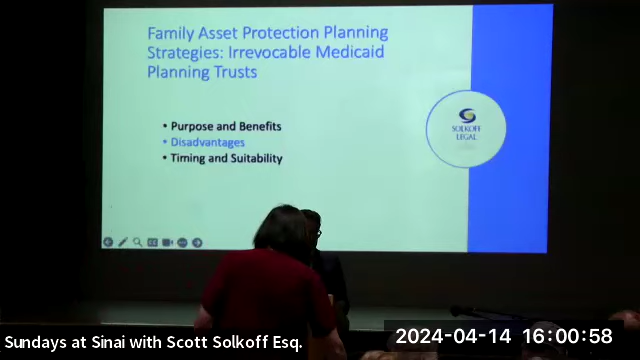 Family Asset Protection Planning
Strategies: Irrevocable Medicaid
Planning Trusts
• Purpose and Benefits
• Disadvantages
• Timing and Suitability
SOLKOFF
LEGAL
Sundays at Sinai with Scott Solkoff Esq.
2024-04-14 16:00:58